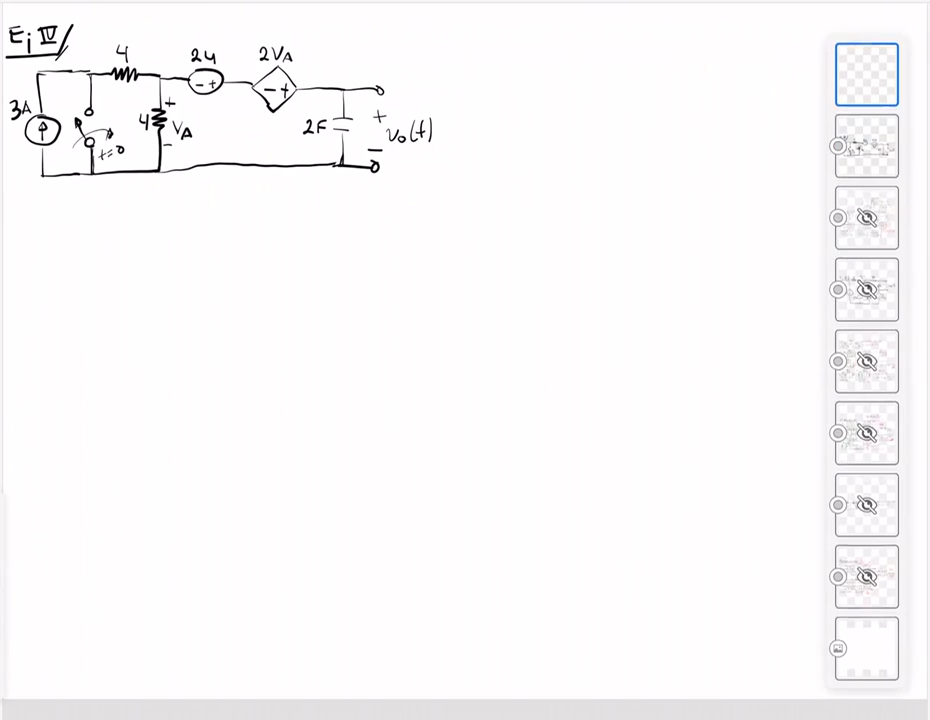 Ej IV/
4 24 2VA
3A 4 + VA - 2F + vo(t) -
t=0